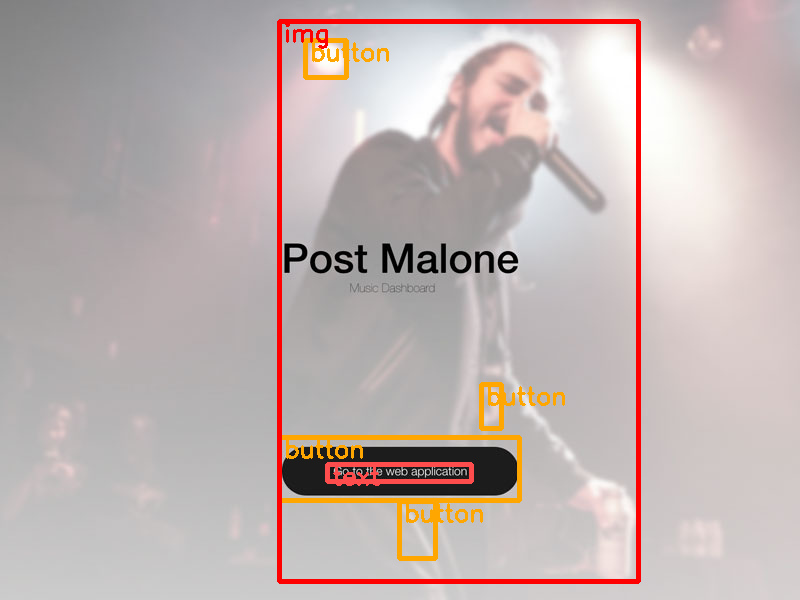 img
button
Post Malone
Music Dashboard
button
button
Go to the web application
text
button